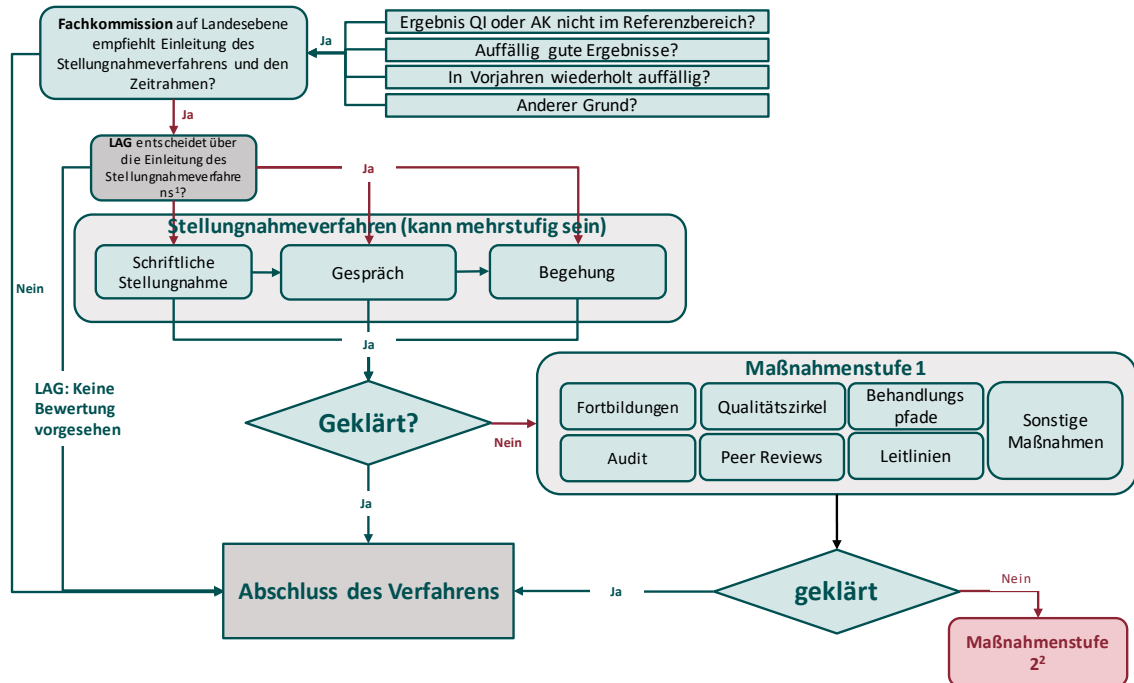 Fachkommission auf Landesebene
empfiehlt Einleitung des
Stellungnahmeverfahrens und den
Zeitrahmen?
Ja
Ergebnis QI oder AK nicht im Referenzbereich?
Auffällig gute Ergebnisse?
In Vorjahren wiederholt auffällig?
Anderer Grund?
Ja
LAG entscheidet über
die Einleitung des
Stellungnahmeverfahre
ns¹?
Ja
Stellungnahmeverfahren (kann mehrstufig sein)
Schriftliche
Stellungnahme
Gespräch
Begehung
Nein
Ja
LAG: Keine
Bewertung
vorgesehen
Geklärt?
Nein
Maßnahmenstufe 1
Fortbildungen
Qualitätszirkel
Behandlungs
pfade
Sonstige
Maßnahmen
Audit
Peer Reviews
Leitlinien
Ja
Abschluss des Verfahrens
Ja
geklärt
Nein
Maßnahmenstufe
2²